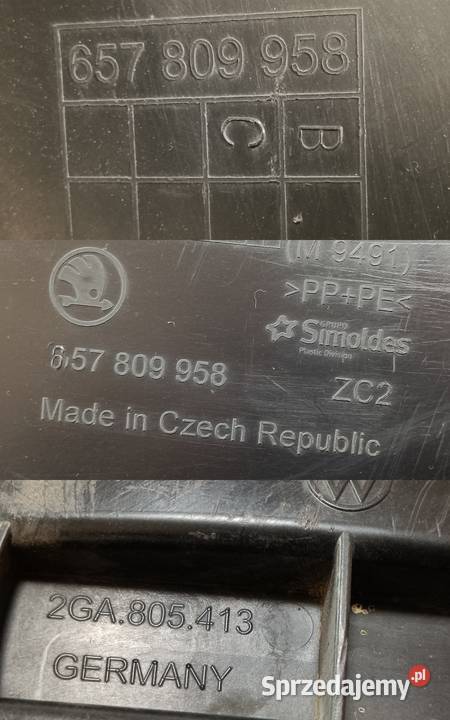 657 809 958
C B
(M 9491)
>PP+PE<
GRUPO
Simoldes
Plastic Division
657 809 958
ZC2
Made in Czech Republic
2GA.805.413
GERMANY
Sprzedajemy.pl